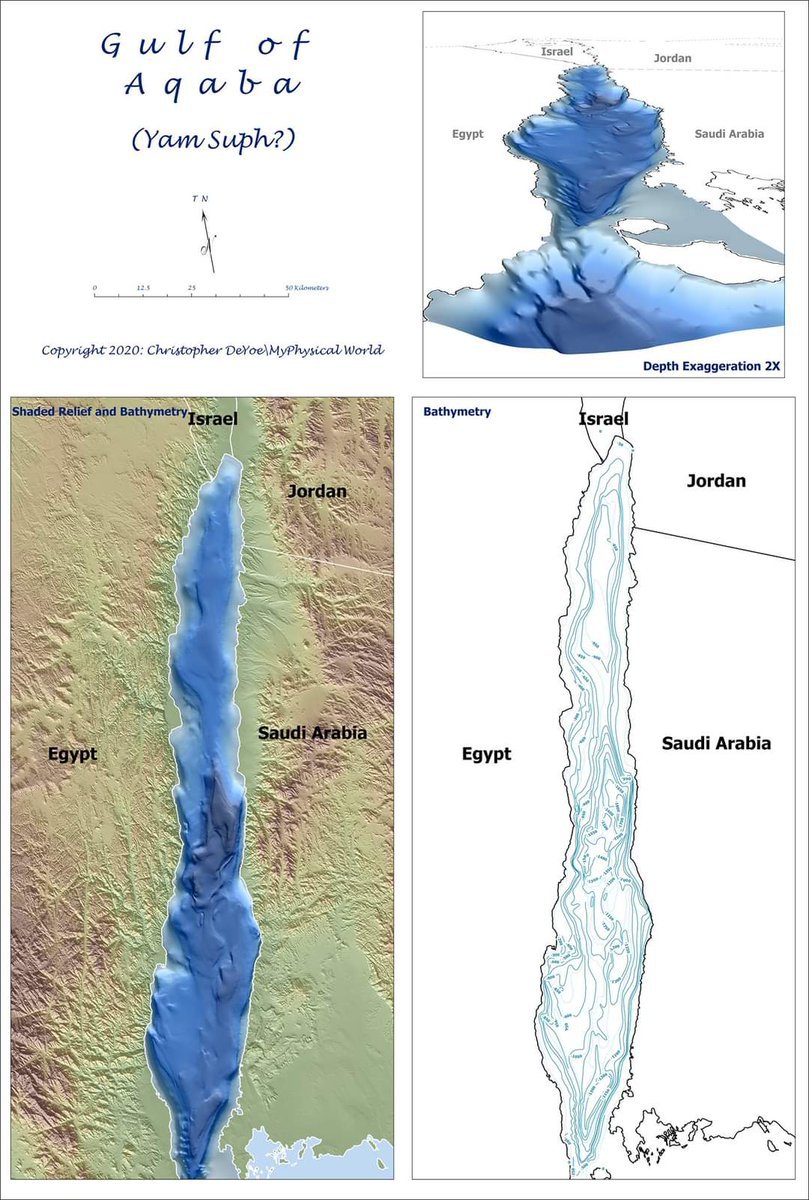 Gulf of
Aqaba
(Yam Suph?)
T N
0 12.5 25 50 Kilometers
Copyright 2020: Christopher DeYoe\MyPhysical World
Israel
Jordan
Egypt
Saudi Arabia
Depth Exaggeration 2X
Shaded Relief and Bathymetry
Israel
Jordan
Egypt
Saudi Arabia
Bathymetry
Israel
Jordan
Egypt
Saudi Arabia